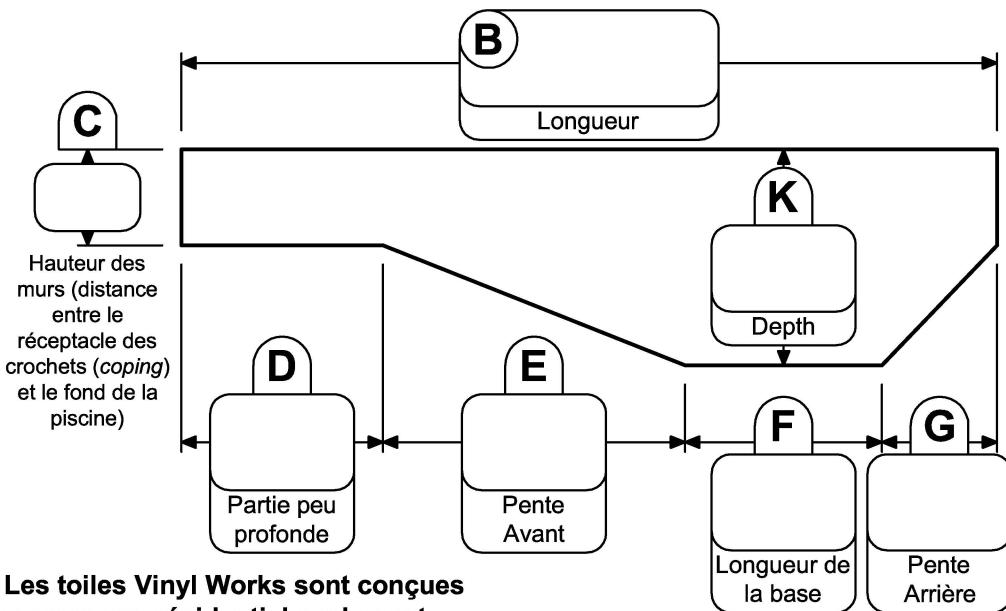 B
Longueur
C
Hauteur des
murs (distance
entre le
réceptacle des
crochets (coping)
et le fond de la
piscine)
K
Depth
D
Partie peu
profonde
E
Pente
Avant
F
Longueur de
la base
G
Pente
Arrière
Les toiles Vinyl Works sont conçues